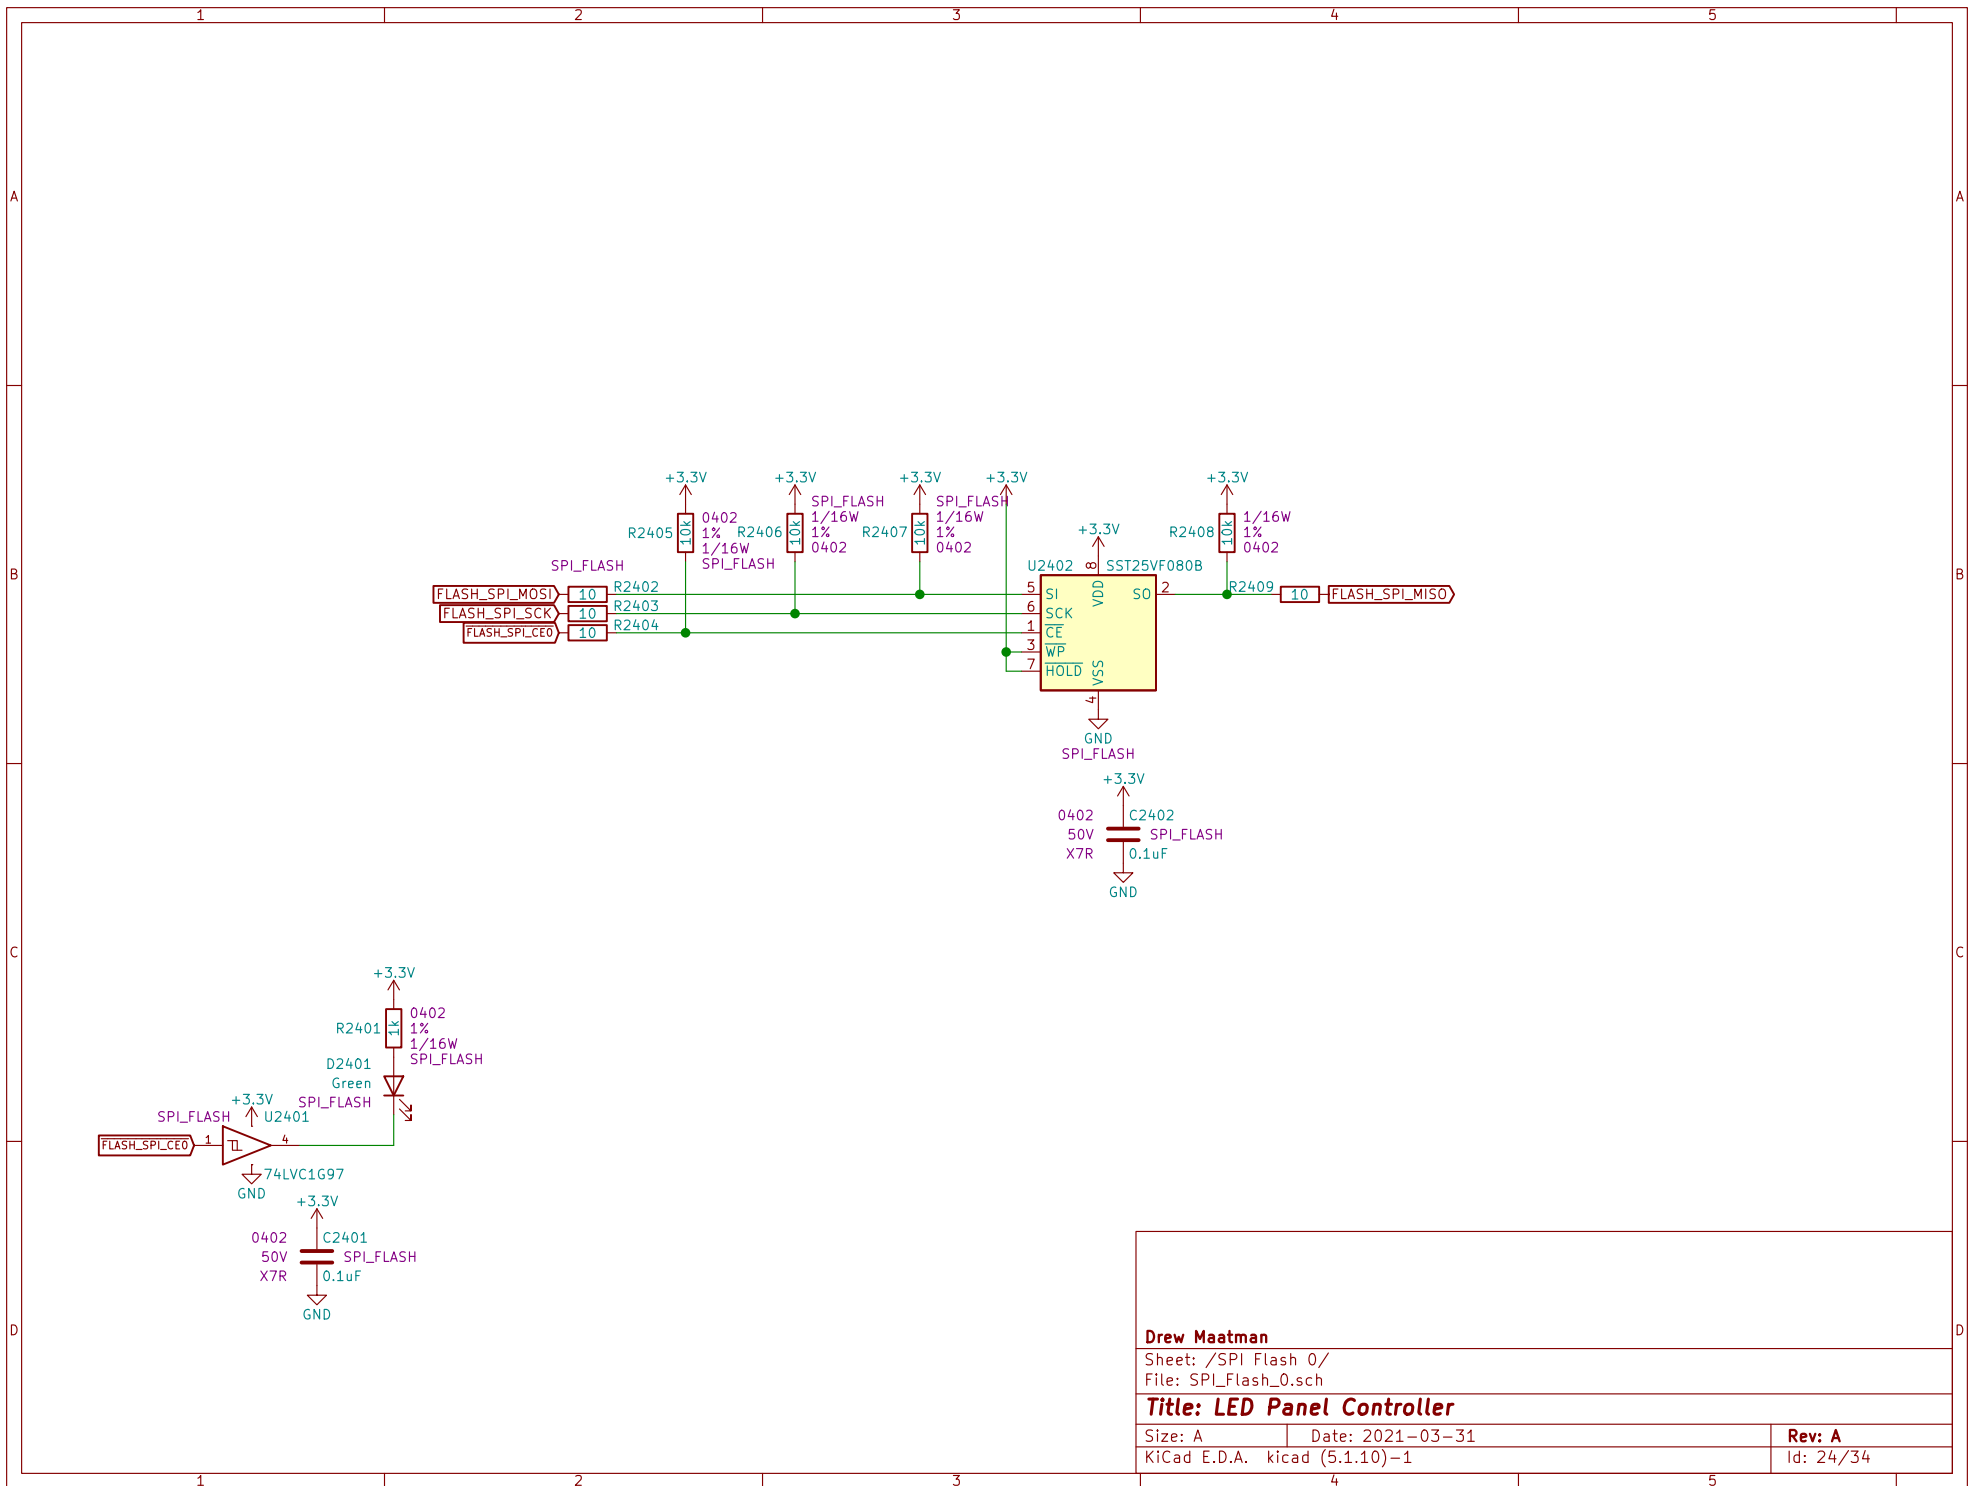 1 2 3 4 5
A A
+3.3V +3.3V +3.3V +3.3V +3.3V
R2405 10k 0402 1% 1/16W SPI_FLASH
R2406 10k SPI_FLASH 1/16W 1% 0402
R2407 10k SPI_FLASH 1/16W 1% 0402
R2408 10k 1/16W 1% 0402
+3.3V
B B
SPI_FLASH
U2402 SST25VF080B
FLASH_SPI_MOSI 10 R2402
FLASH_SPI_SCK 10 R2403
FLASH_SPI_CE0 10 R2404
5 SI
6 SCK
1 CE
3 WP
7 HOLD
8 VDD
4 VSS
SO 2
R2409 10 FLASH_SPI_MISO
GND
SPI_FLASH
+3.3V
0402 C2402
50V SPI_FLASH
X7R 0.1uF
GND
C C
+3.3V
R2401 1k 0402
1%
1/16W
SPI_FLASH
D2401
Green
SPI_FLASH
+3.3V
SPI_FLASH U2401
FLASH_SPI_CE0 1 4
74LVC1G97
GND
+3.3V
0402 C2401
50V SPI_FLASH
X7R 0.1uF
GND
D D
Drew Maatman
Sheet: /SPI Flash 0/
File: SPI_Flash_0.sch
Title: LED Panel Controller
Size: A Date: 2021-03-31 Rev: A
KiCad E.D.A. kicad (5.1.10)-1 Id: 24/34
1 2 3 4 5